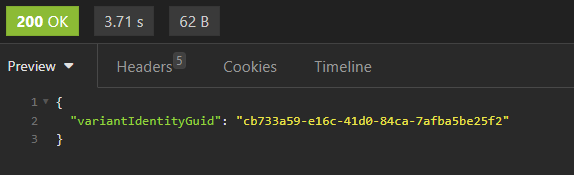 200 OK 3.71 s 62 B
Preview Headers 5 Cookies Timeline
1 {
2 "variantIdentityGuid": "cb733a59-e16c-41d0-84ca-7afba5be25f2"
3 }